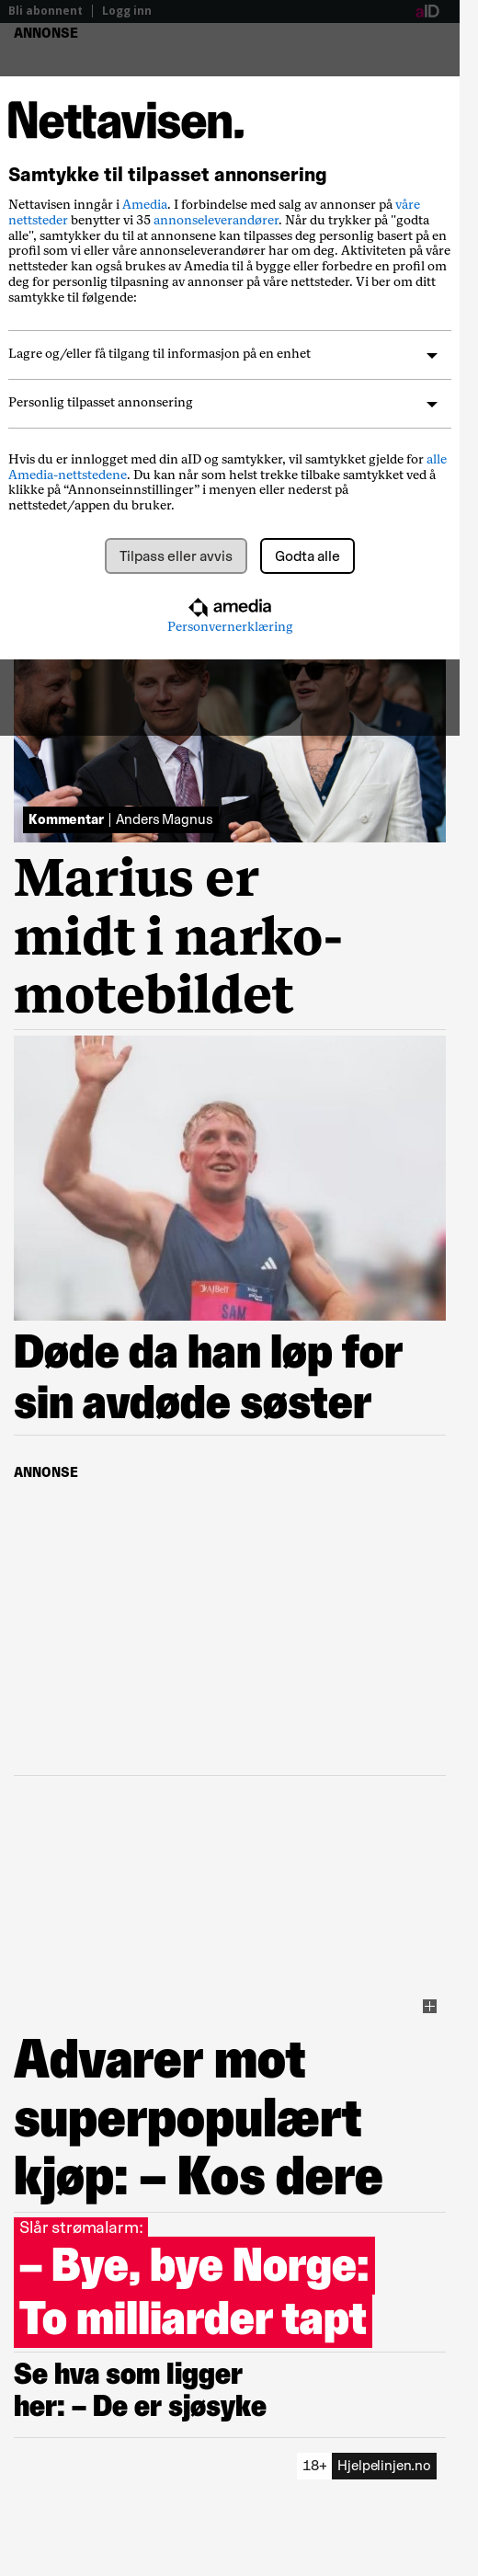 Bli abonnent | Logg inn
aID
ANNONSE
Nettavisen.
Samtykke til tilpasset annonsering
Nettavisen inngår i Amedia. I forbindelse med salg av annonser på våre
nettsteder benytter vi 35 annonseleverandører. Når du trykker på "godta
alle", samtykker du til at annonsene kan tilpasses deg personlig basert på en
profil som vi eller våre annonseleverandører har om deg. Aktiviteten på våre
nettsteder kan også brukes av Amedia til å bygge eller forbedre en profil om
deg for personlig tilpasning av annonser på våre nettsteder. Vi ber om ditt
samtykke til følgende:
Lagre og/eller få tilgang til informasjon på en enhet
Personlig tilpasset annonsering
Hvis du er innlogget med din aID og samtykker, vil samtykket gjelde for alle
Amedia-nettstedene. Du kan når som helst trekke tilbake samtykket ved å
klikke på “Annonseinnstillinger” i menyen eller nederst på
nettstedet/appen du bruker.
Tilpass eller avvis
Godta alle
amedia
Personvernerklæring
Kommentar | Anders Magnus
Marius er
midt i narko-
motebildet
AJBell
SAM
Døde da han løp for
sin avdøde søster
ANNONSE
Advarer mot
superpopulært
kjøp: – Kos dere
Slår strømalarm:
– Bye, bye Norge:
To milliarder tapt
Se hva som ligger
her: – De er sjøsyke
18+ Hjelpelinjen.no